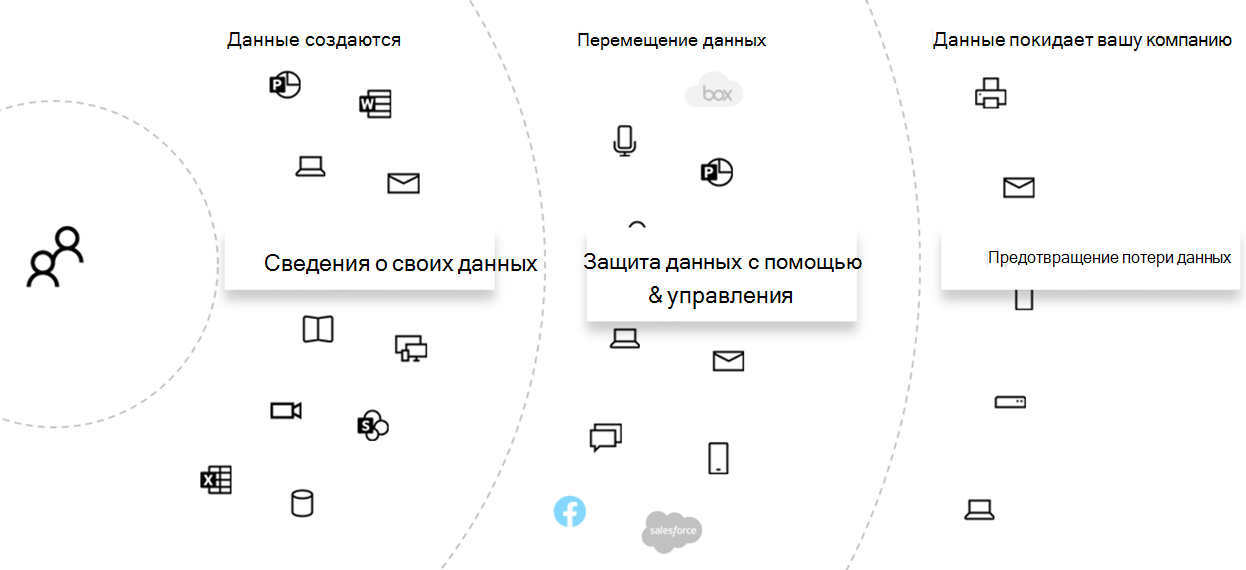 Данные создаются
Перемещение данных
Данные покидает вашу компанию
box
P
W
P
Сведения о своих данных
Защита данных с помощью
& управления
Предотвращение потери данных
S
X
salesforce